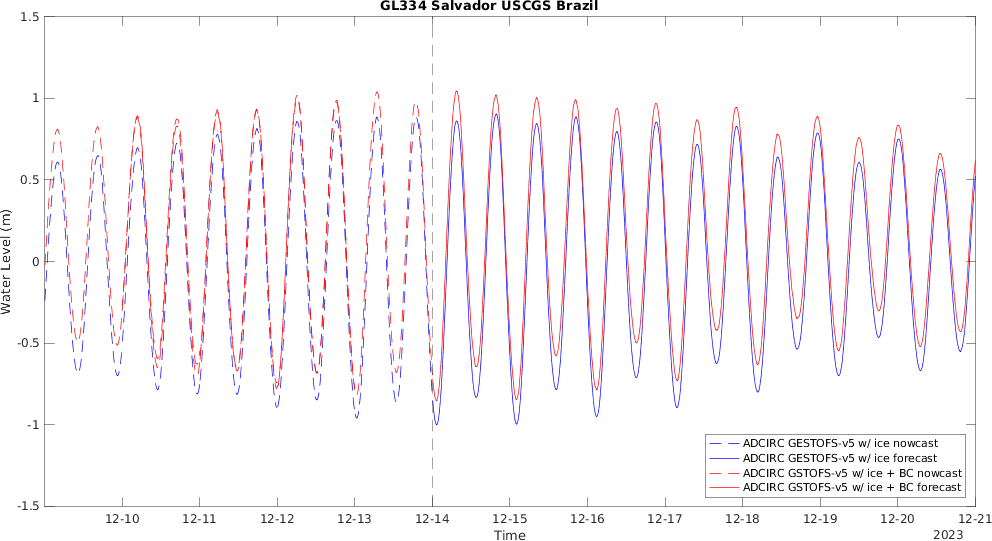 GL334 Salvador USCGS Brazil
1.5
1
0.5
0
-0.5
-1
-1.5
Water Level (m)
12-10
12-11
12-12
12-13
12-14
12-15
12-16
12-17
12-18
12-19
12-20
12-21
Time
2023
ADCIRC GESTOFS-v5 w/ ice nowcast
ADCIRC GESTOFS-v5 w/ ice forecast
ADCIRC GSTOFS-v5 w/ ice + BC nowcast
ADCIRC GSTOFS-v5 w/ ice + BC forecast